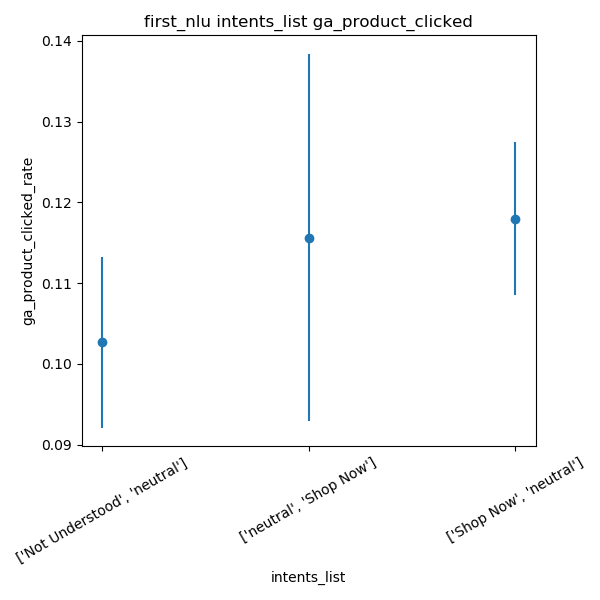 first_nlu intents_list ga_product_clicked
0.14
0.13
0.12
0.11
0.10
0.09
ga_product_clicked_rate
['Not Understood', 'neutral']
['neutral', 'Shop Now']
['Shop Now', 'neutral']
intents_list